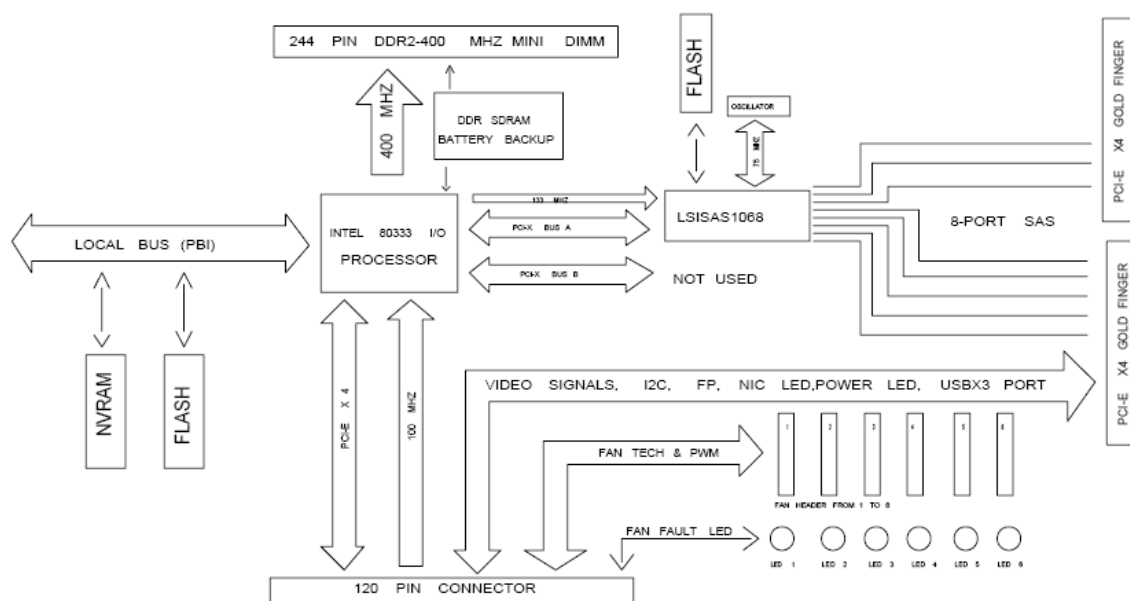 244 PIN DDR2-400 MHZ MINI DIMM
400 MHZ
DDR SDRAM
BATTERY BACKUP
FLASH
OSCILLATOR
75 MHZ
PCI-E X4 GOLD FINGER
INTEL 80333 I/O
PROCESSOR
133 MHZ
PCI-X BUS A
PCI-X BUS B
LSISAS1068
NOT USED
8-PORT SAS
LOCAL BUS (PBI)
NVRAM
FLASH
PCI-E X 4
100 MHZ
PCI-E X4 GOLD FINGER
VIDEO SIGNALS, I2C, FP, NIC LED,POWER LED, USBX3 PORT
FAN TECH & PWM
1 2 3 4 5 6
FAN HEADER FROM 1 TO 6
FAN FAULT LED
LED 1 LED 2 LED 3 LED 4 LED 5 LED 6
120 PIN CONNECTOR